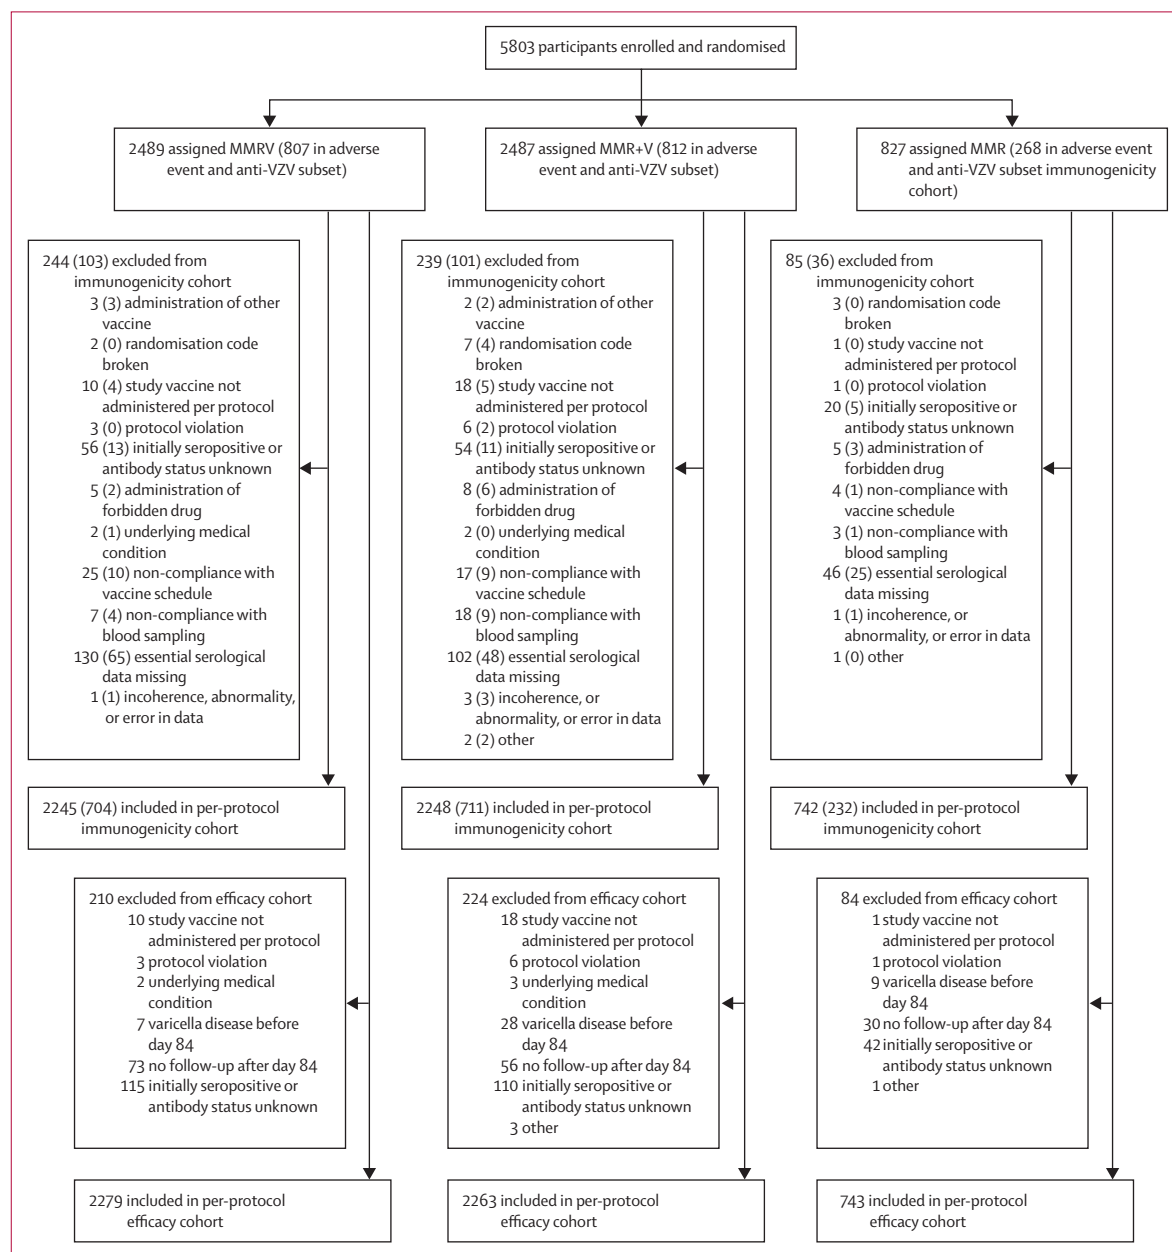 5803 participants enrolled and randomised
2489 assigned MMRV (807 in adverse
event and anti-VZV subset)
2487 assigned MMR+V (812 in adverse
event and anti-VZV subset)
827 assigned MMR (268 in adverse event
and anti-VZV subset immunogenicity
cohort)
244 (103) excluded from
immunogenicity cohort
3 (3) administration of other
vaccine
2 (0) randomisation code
broken
10 (4) study vaccine not
administered per protocol
3 (0) protocol violation
56 (13) initially seropositive or
antibody status unknown
5 (2) administration of
forbidden drug
2 (1) underlying medical
condition
25 (10) non-compliance with
vaccine schedule
7 (4) non-compliance with
blood sampling
130 (65) essential serological
data missing
1 (1) incoherence, abnormality,
or error in data
239 (101) excluded from
immunogenicity cohort
2 (2) administration of other
vaccine
7 (4) randomisation code
broken
18 (5) study vaccine not
administered per protocol
6 (2) protocol violation
54 (11) initially seropositive or
antibody status unknown
8 (6) administration of
forbidden drug
2 (0) underlying medical
condition
17 (9) non-compliance with
vaccine schedule
18 (9) non-compliance with
blood sampling
102 (48) essential serological
data missing
3 (3) incoherence, or
abnormality, or error in data
2 (2) other
85 (36) excluded from
immunogenicity cohort
3 (0) randomisation code
broken
1 (0) study vaccine not
administered per protocol
1 (0) protocol violation
20 (5) initially seropositive or
antibody status unknown
5 (3) administration of
forbidden drug
4 (1) non-compliance with
vaccine schedule
3 (1) non-compliance with
blood sampling
46 (25) essential serological
data missing
1 (1) incoherence, or
abnormality, or error in data
1 (0) other
2245 (704) included in per-protocol
immunogenicity cohort
2248 (711) included in per-protocol
immunogenicity cohort
742 (232) included in per-protocol
immunogenicity cohort
210 excluded from efficacy cohort
10 study vaccine not
administered per protocol
3 protocol violation
2 underlying medical
condition
7 varicella disease before
day 84
73 no follow-up after day 84
115 initially seropositive or
antibody status unknown
224 excluded from efficacy cohort
18 study vaccine not
administered per protocol
6 protocol violation
3 underlying medical
condition
28 varicella disease before
day 84
56 no follow-up after day 84
110 initially seropositive or
antibody status unknown
3 other
84 excluded from efficacy cohort
1 study vaccine not
administered per protocol
1 protocol violation
9 varicella disease before
day 84
30 no follow-up after day 84
42 initially seropositive or
antibody status unknown
1 other
2279 included in per-protocol
efficacy cohort
2263 included in per-protocol
efficacy cohort
743 included in per-protocol
efficacy cohort